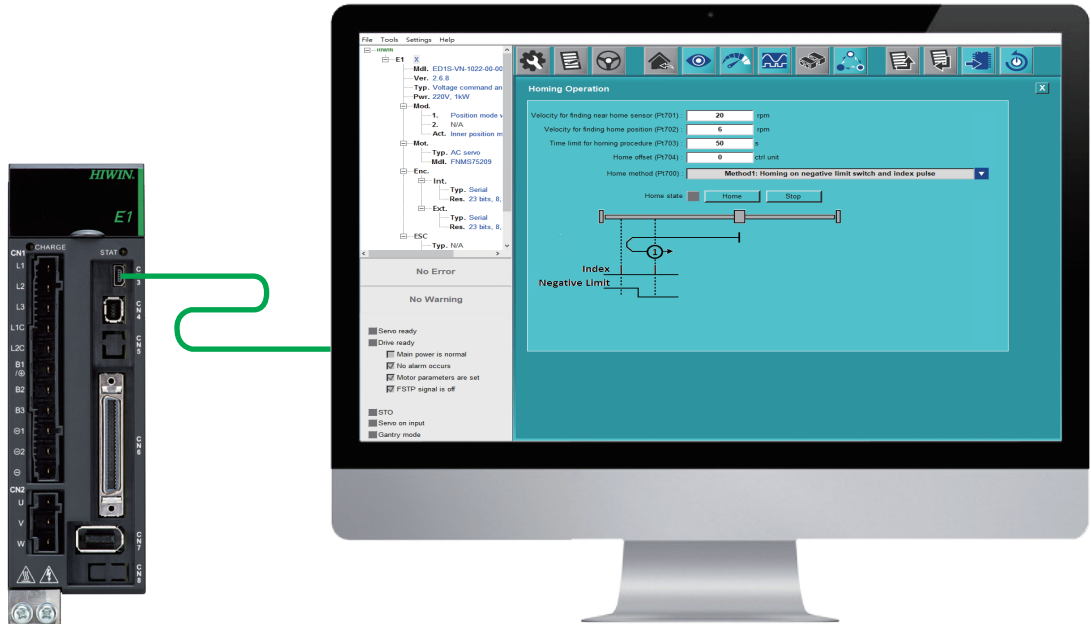 HIWIN.
E1
CHARGE
CN1
STAT
L1
C
3
L2
L3
CN4
L1C
L2C
CN5
B1
/⊕
B2
B3
⊖1
CN6
⊖2
⊖
CN2
U
V
CN7
W
CN8
File Tools Settings Help
HIWIN
E1 X
Mdl. ED1S-VN-1022-00-00
Ver. 2.6.8
Typ. Voltage command an
Pwr. 220V, 1kW
Mod.
1. Position mode v
2. N/A
Act. Inner position m
Mot.
Typ. AC servo
Mdl. FNMS75209
Enc.
Int.
Typ. Serial
Res. 23 bits, 8,
Ext.
Typ. Serial
Res. 23 bits, 8,
ESC
Typ. N/A
No Error
No Warning
Servo ready
Drive ready
Main power is normal
No alarm occurs
Motor parameters are set
FSTP signal is off
STO
Servo on input
Gantry mode
Homing Operation X
Velocity for finding near home sensor (Pt701) : 20 rpm
Velocity for finding home position (Pt702) : 6 rpm
Time limit for homing procedure (Pt703) : 50 s
Home offset (Pt704) : 0 ctrl unit
Home method (Pt700) : Method1: Homing on negative limit switch and index pulse
Home state Home Stop
1
Index
Negative Limit